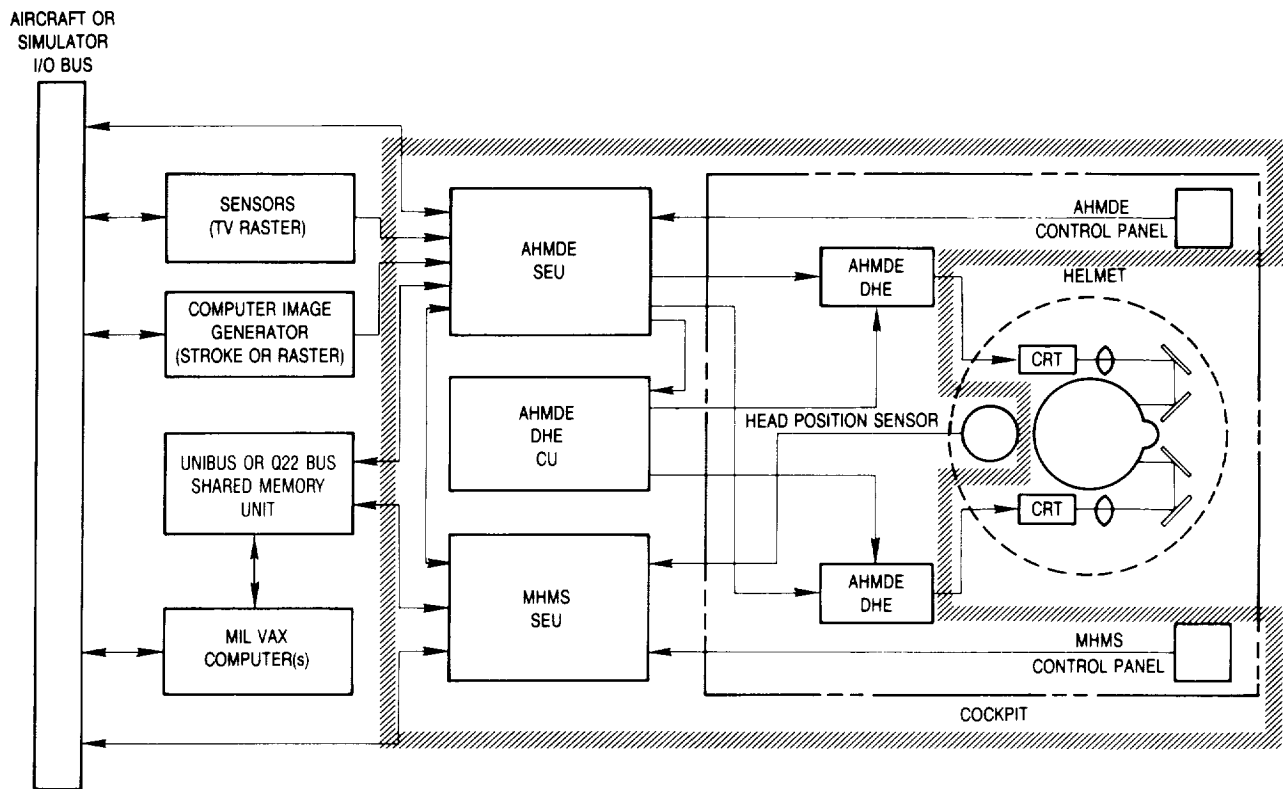 AIRCRAFT OR
SIMULATOR
I/O BUS
SENSORS
(TV RASTER)
COMPUTER IMAGE
GENERATOR
(STROKE OR RASTER)
UNIBUS OR Q22 BUS
SHARED MEMORY
UNIT
MIL VAX
COMPUTER(s)
AHMDE
SEU
AHMDE
DHE
CU
MHMS
SEU
AHMDE
CONTROL PANEL
AHMDE
DHE
HELMET
CRT
HEAD POSITION SENSOR
CRT
AHMDE
DHE
MHMS
CONTROL PANEL
COCKPIT